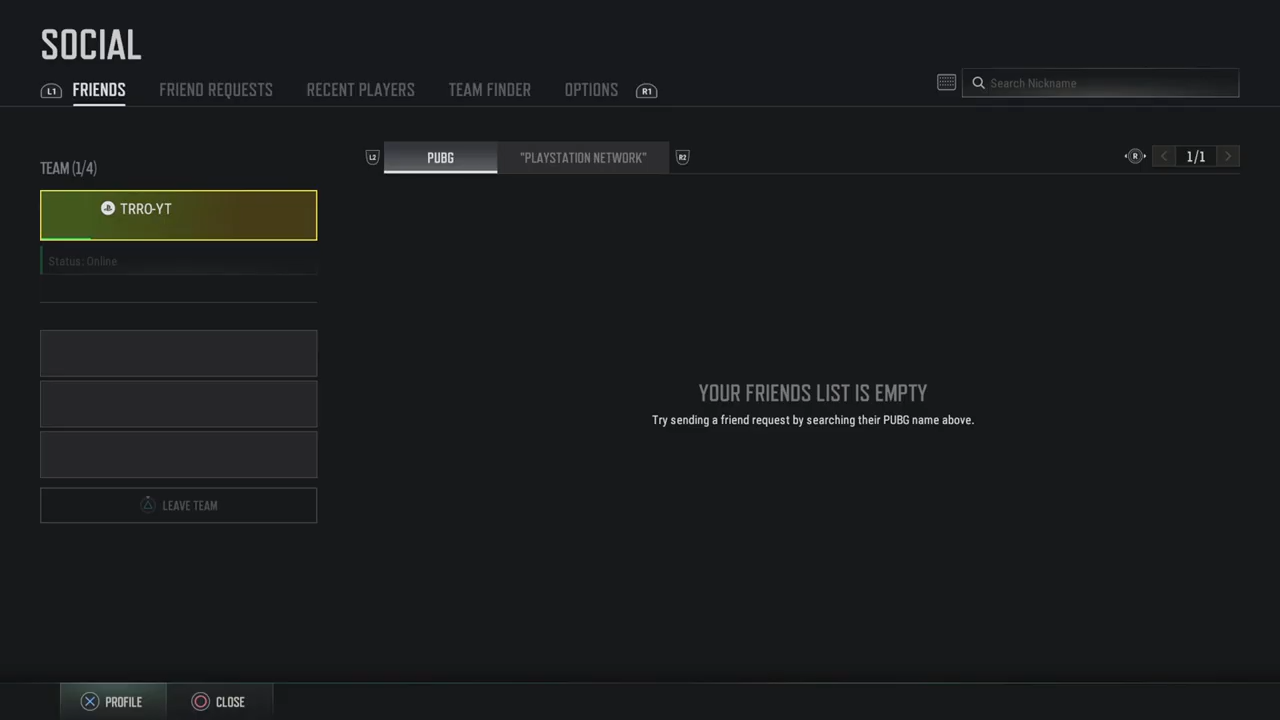 SOCIAL
L1 FRIENDS FRIEND REQUESTS RECENT PLAYERS TEAM FINDER OPTIONS R1
Search Nickname
TEAM (1/4)
L2 PUBG "PLAYSTATION NETWORK" R2
R 1/1
TRRO-YT
Status: Online
YOUR FRIENDS LIST IS EMPTY
Try sending a friend request by searching their PUBG name above.
LEAVE TEAM
PROFILE CLOSE